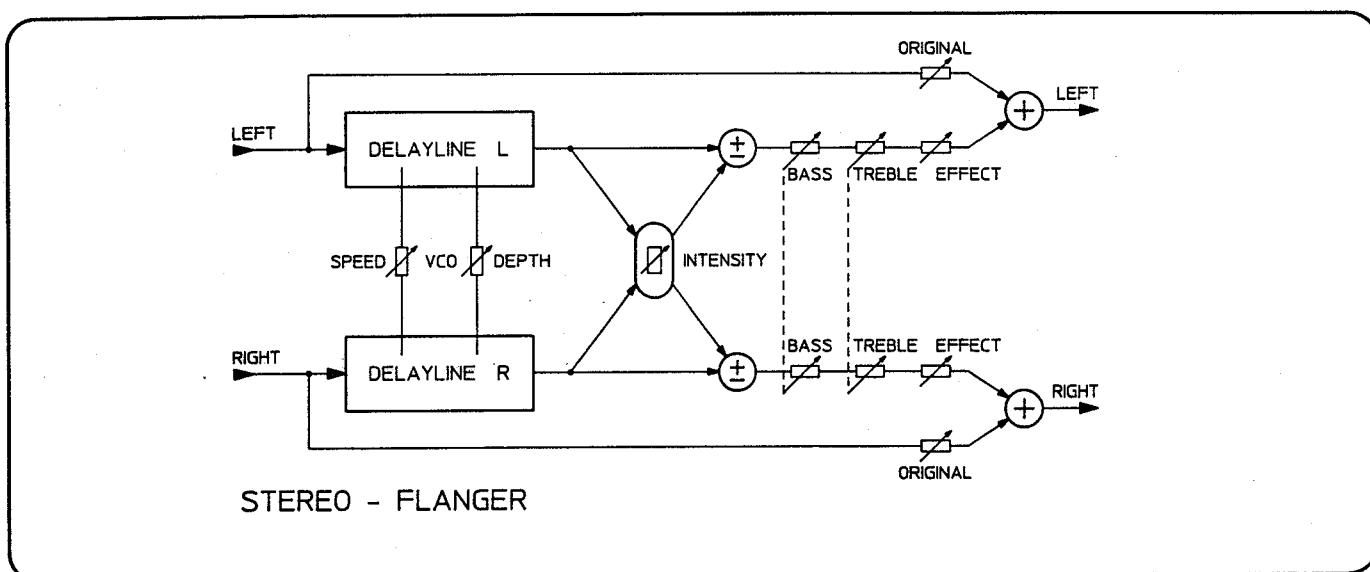 ORIGINAL
LEFT
LEFT
DELAYLINE L
+
±
BASS TREBLE EFFECT
SPEED VCO DEPTH
INTENSITY
RIGHT
DELAYLINE R
±
BASS TREBLE EFFECT
RIGHT
+
ORIGINAL
STEREO - FLANGER